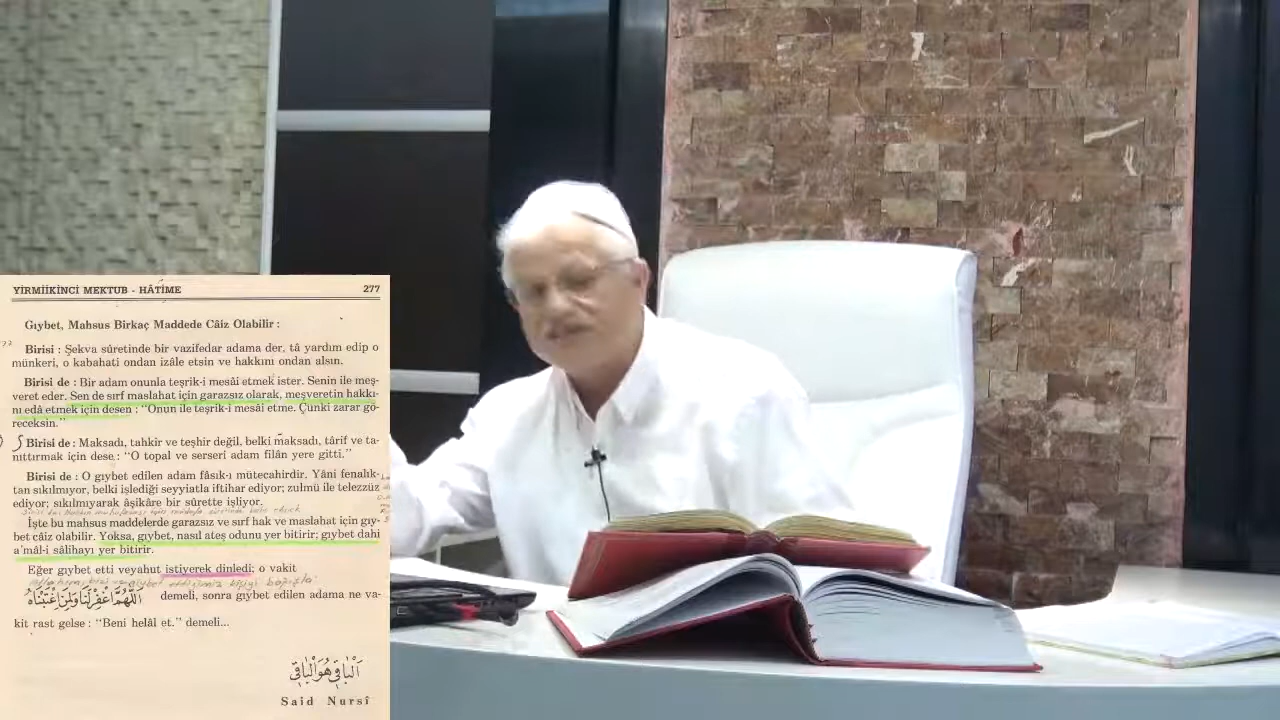 YİRMİİKİNCİ MEKTUB - HÂTİME 277
Gıybet, Mahsus Birkaç Maddede Câiz Olabilir :
Birisi : Şekva sûretinde bir vazifedar adama der, tâ yardım edip o
münkeri, o kabahati ondan izâle etsin ve hakkını ondan alsın.
Birisi de : Bir adam onunla teşrik-i mesâi etmek ister. Senin ile meş-
veret eder. Sen de sırf maslahat için garazsız olarak, meşveretin hakkı-
nı edâ etmek için desen : "Onun ile teşrik-i mesâi etme. Çünki zarar gö-
receksin."
Birisi de : Maksadı, tahkir ve teşhir değil, belki maksadı, târif ve ta-
nıttırmak için dese : "O topal ve serseri adam filân yere gitti."
Birisi de : O gıybet edilen adam fâsık-ı mütecahirdir. Yâni fenalık-
tan sıkılmıyor, belki işlediği seyyiatla iftihar ediyor; zulmü ile telezzüz
ediyor; sıkılmıyarak âşikâre bir sûrette işliyor.
İşte bu mahsus maddelerde garazsız ve sırf hak ve maslahat için gıy-
bet câiz olabilir. Yoksa, gıybet, nasıl ateş odunu yer bitirir; gıybet dahi
a'mâl-i sâlihayı yer bitirir.
Eğer gıybet etti veyahut istiyerek dinledi; o vakit
اَللّٰهُمَّ اغْفِرْ لَنَا وَلِمَنِ اغْتَبْنَاهُ demeli, sonra gıybet edilen adama ne va-
kit rast gelse : "Beni helâl et." demeli...
اَلْبَاقِي هُوَ الْبَاقِي
Said Nursî